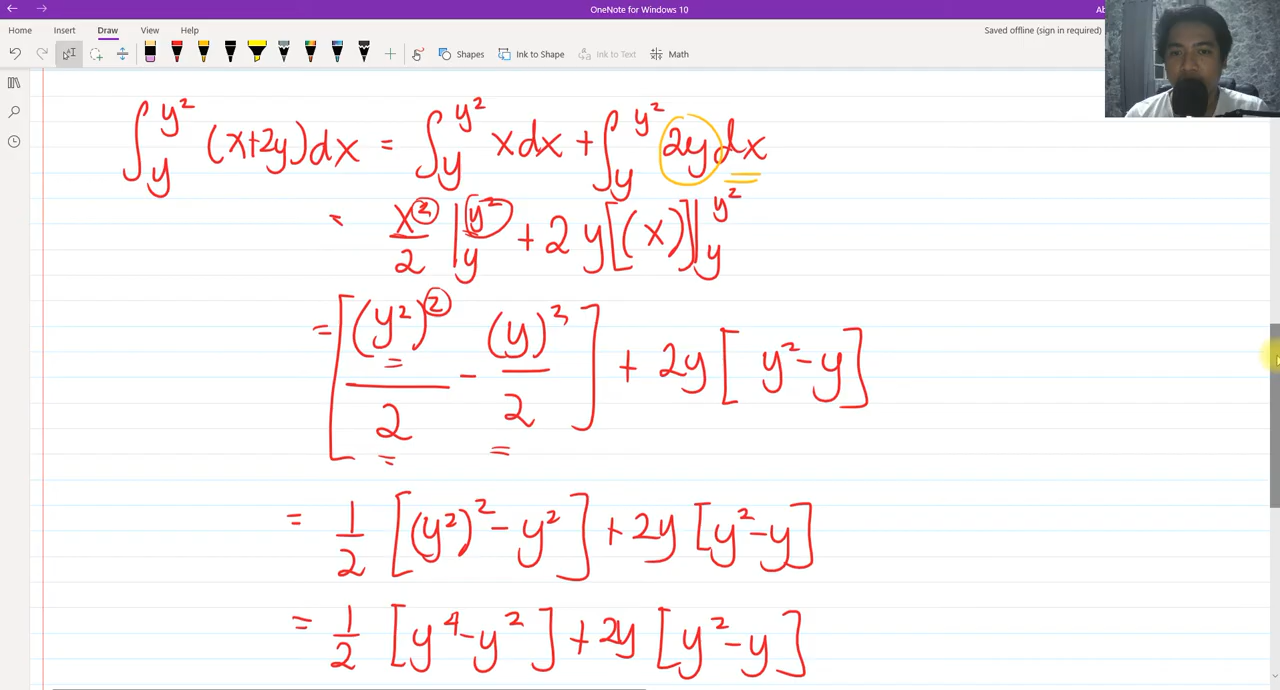 OneNote for Windows 10
Home Insert Draw View Help
Saved offline (sign in required)
Shapes Ink to Shape Ink to Text Math
∫_y^{y²} (x+2y)dx = ∫_y^{y²} xdx + ∫_y^{y²} 2y dx
= x²/2 |_y^{y²} + 2y[(x)]|_y^{y²}
= [(y²)²/2 - (y)²/2] + 2y[y²-y]
= 1/2 [(y²)² - y²] + 2y [y²-y]
= 1/2 [y⁴-y²] + 2y [y²-y]